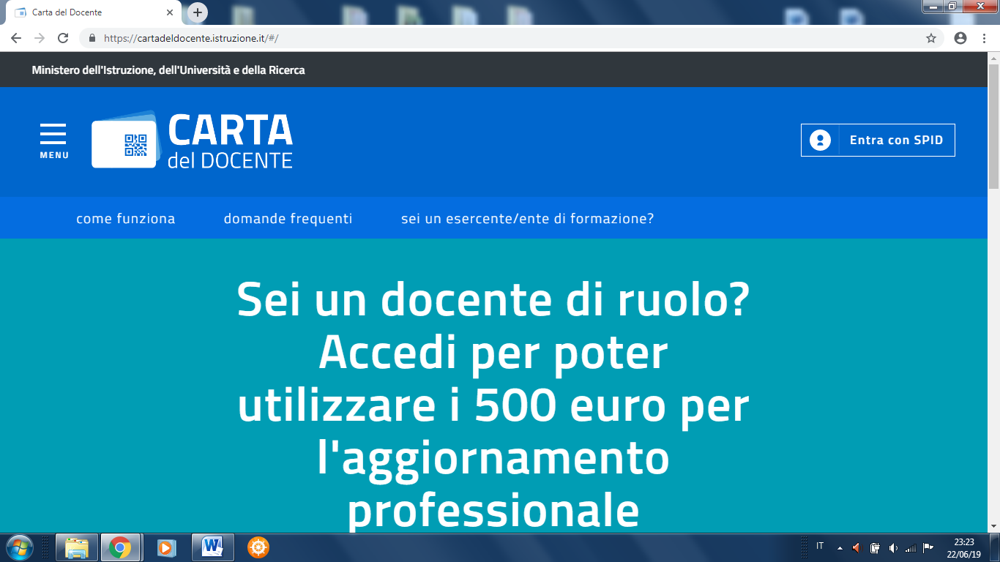 Carta del Docente
https://cartadeldocente.istruzione.it/#/
Ministero dell'Istruzione, dell'Università e della Ricerca
MENU
CARTA
del DOCENTE
Entra con SPID
come funziona
domande frequenti
sei un esercente/ente di formazione?
Sei un docente di ruolo?
Accedi per poter
utilizzare i 500 euro per
l'aggiornamento
professionale
IT
23:23
22/06/19